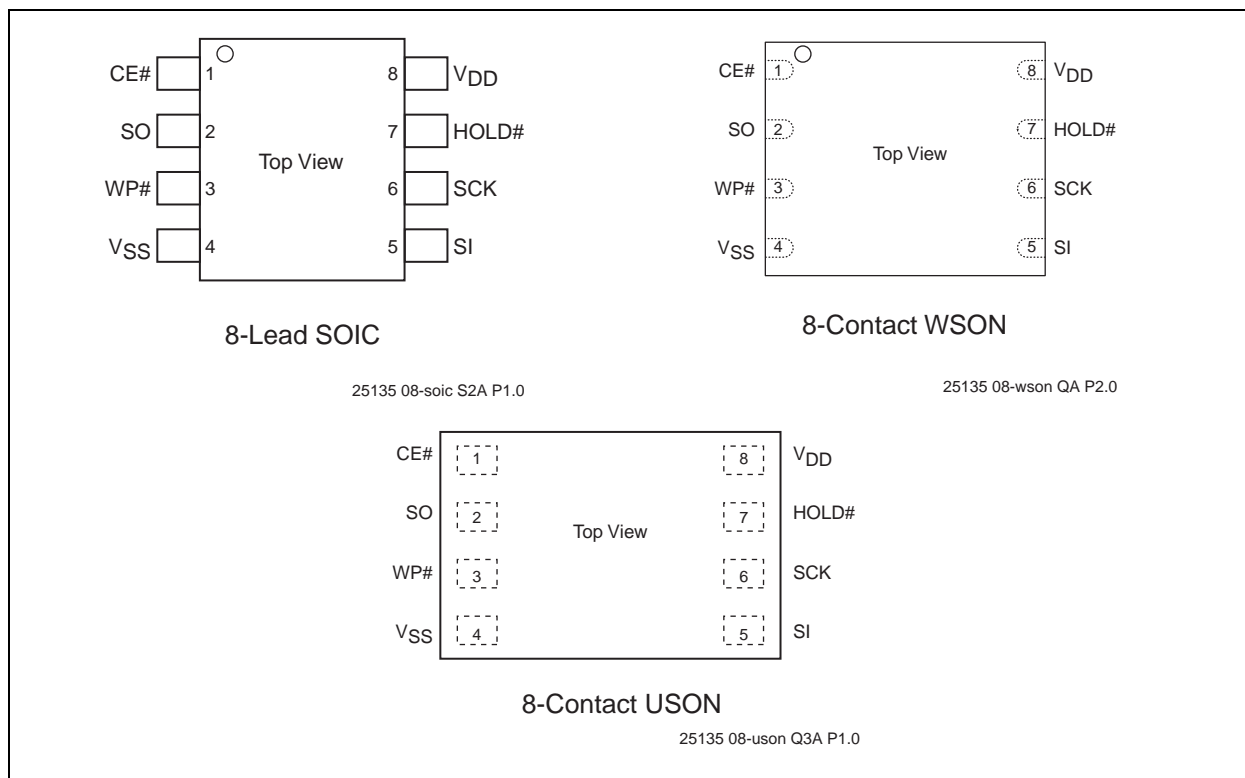 CE# 1 8 VDD
SO 2 7 HOLD#
Top View
WP# 3 6 SCK
VSS 4 5 SI
8-Lead SOIC
25135 08-soic S2A P1.0
CE# 1 8 VDD
SO 2 7 HOLD#
Top View
WP# 3 6 SCK
VSS 4 5 SI
8-Contact WSON
25135 08-wson QA P2.0
CE# 1 8 VDD
SO 2 7 HOLD#
Top View
WP# 3 6 SCK
VSS 4 5 SI
8-Contact USON
25135 08-uson Q3A P1.0